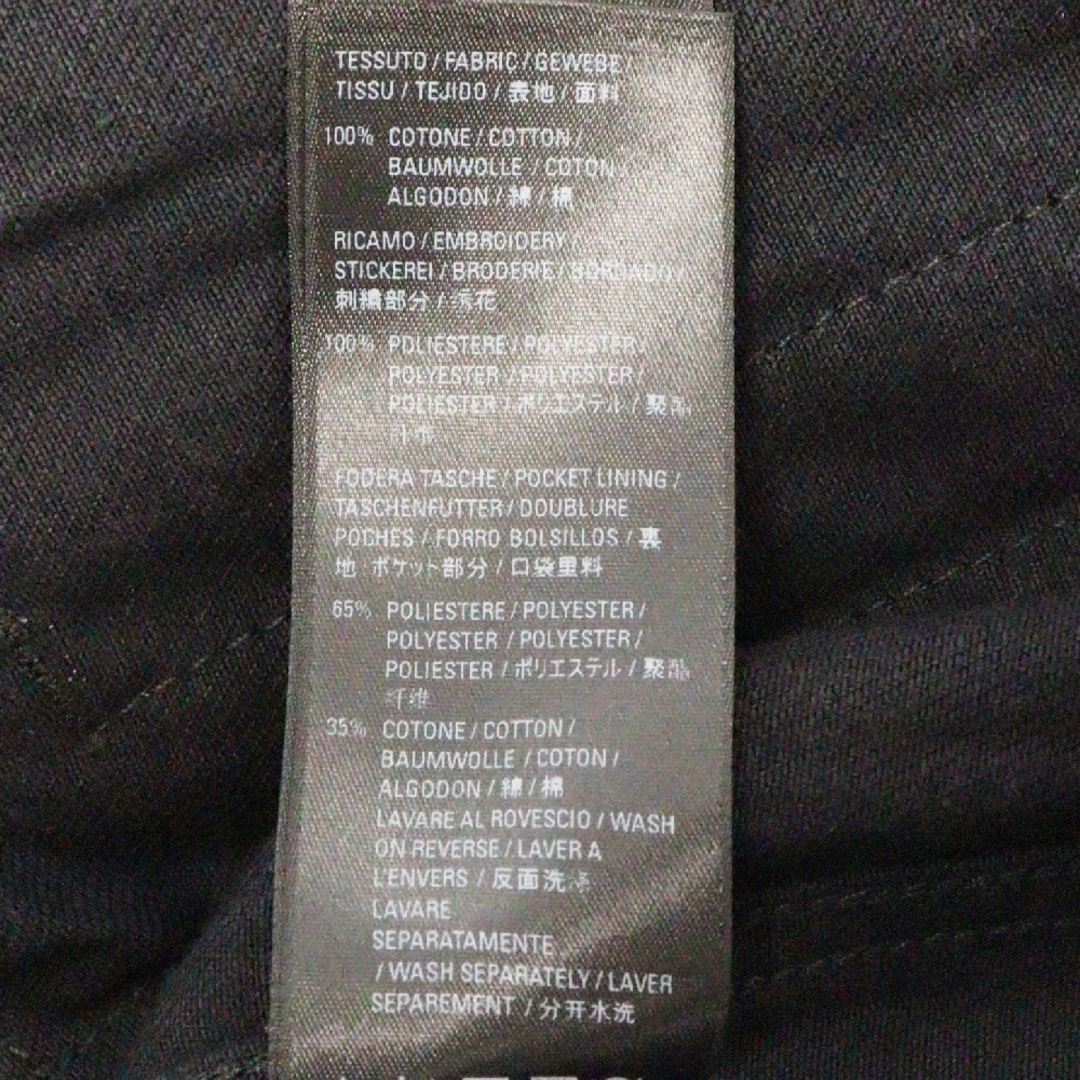 TESSUTO / FABRIC / GEWEBE /
TISSU / TEJIDO / 表地 / 面料
100% COTONE / COTTON /
BAUMWOLLE / COTON /
ALGODON / 綿 / 棉
RICAMO / EMBROIDERY /
STICKEREI / BRODERIE / BORDADO /
刺繍部分 / 绣花
100% POLIESTERE / POLYESTER /
POLYESTER / POLYESTER /
POLIESTER / ポリエステル / 聚酯
纤维
FODERA TASCHE / POCKET LINING /
TASCHENFUTTER / DOUBLURE
POCHES / FORRO BOLSILLOS / 裏
地 ポケット部分 / 口袋里料
65% POLIESTERE / POLYESTER /
POLYESTER / POLYESTER /
POLIESTER / ポリエステル / 聚酯
纤维
35% COTONE / COTTON /
BAUMWOLLE / COTON /
ALGODON / 綿 / 棉
LAVARE AL ROVESCIO / WASH
ON REVERSE / LAVER A
L'ENVERS / 反面洗涤
LAVARE
SEPARATAMENTE
/ WASH SEPARATELY / LAVER
SEPAREMENT / 分开水洗